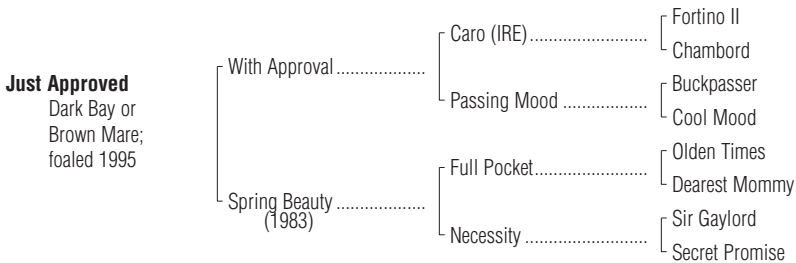 Just Approved
Dark Bay or
Brown Mare;
foaled 1995
With Approval
Spring Beauty
(1983)
Caro (IRE)
Passing Mood
Full Pocket
Necessity
Fortino II
Chambord
Buckpasser
Cool Mood
Olden Times
Dearest Mommy
Sir Gaylord
Secret Promise